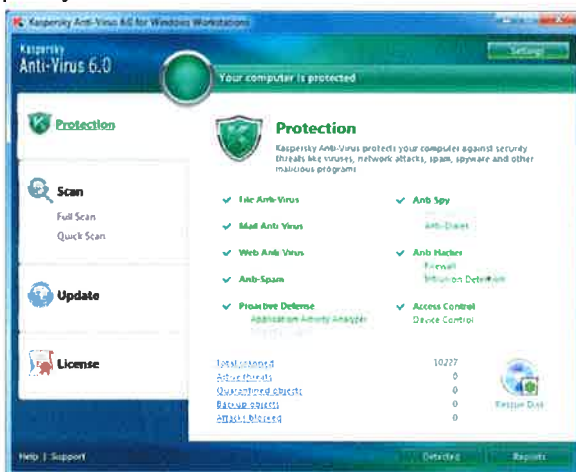 Kaspersky Anti-Virus 6.0 for Windows Workstations
Kaspersky
Anti-Virus 6.0
Settings
Your computer is protected
Protection
Scan
Full Scan
Quick Scan
Update
License
Protection
Kaspersky Anti-Virus protects your computer against security
threats like viruses, network attacks, spam, spyware and other
malicious programs
File Anti-Virus
Mail Anti-Virus
Web Anti-Virus
Anti-Spam
Proactive Defense
Application Activity Analyzer
Anti-Spy
Anti-Dialer
Anti-Hacker
Firewall
Intrusion Detection
Access Control
Device Control
Total scanned 10227
Active threats 0
Quarantined objects 0
Backup objects 0
Attacks blocked 0
Rescue Disk
Help | Support
Detected
Reports